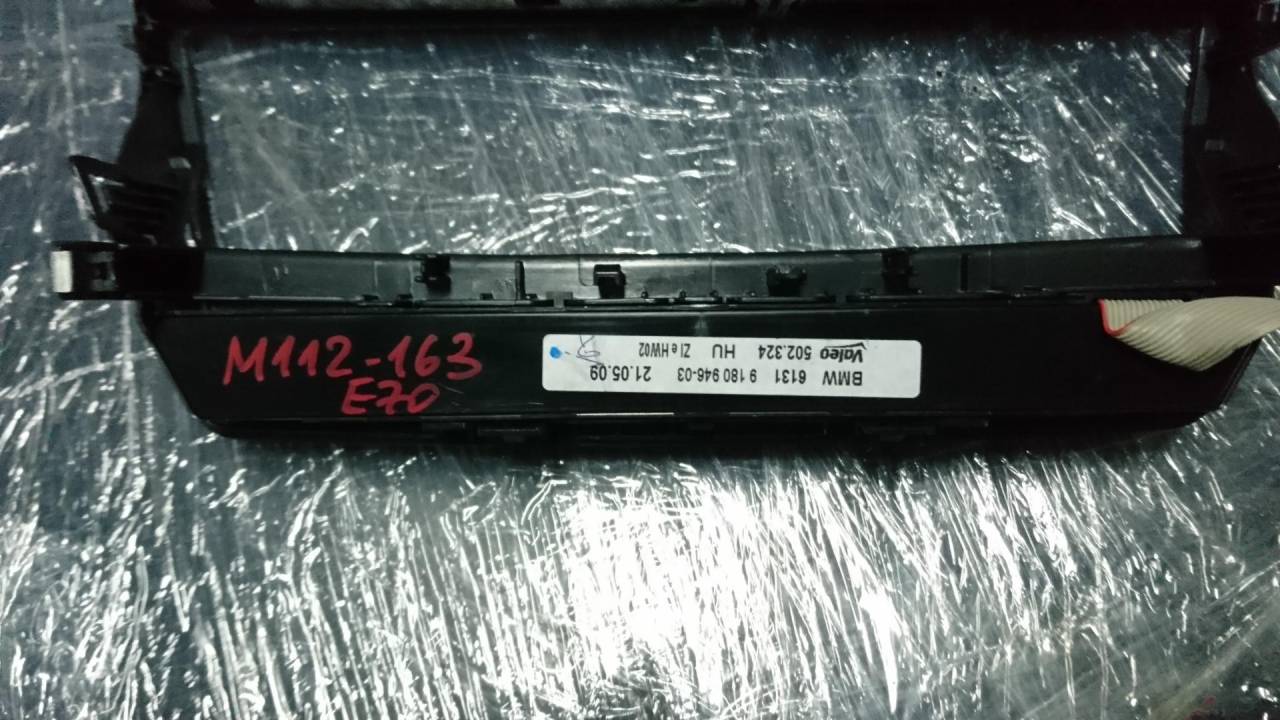 M112-163
E70
BMW 6131 9 180 946-03 21.05.09
Valeo 502.324 HU ZI e HW02